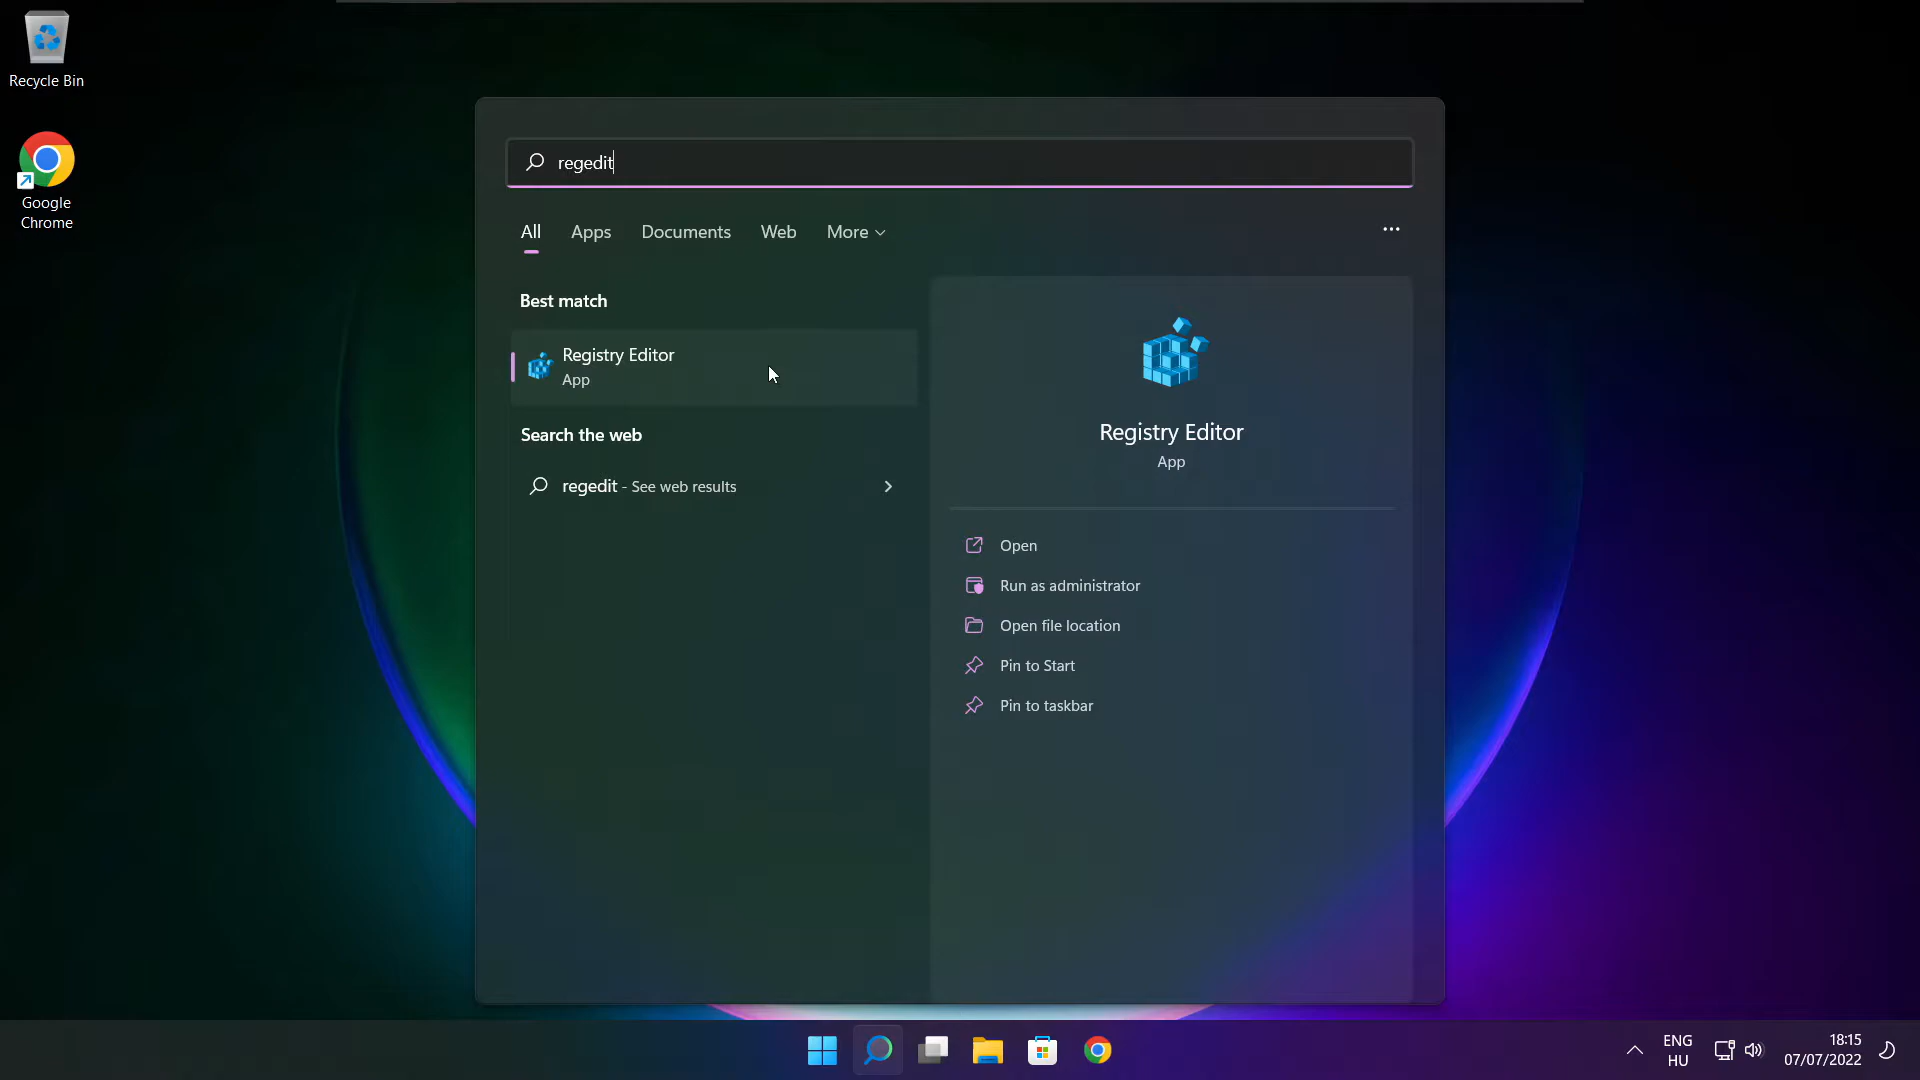 Recycle Bin
Google
Chrome
regedit
All Apps Documents Web More
Best match
Registry Editor
App
Search the web
regedit - See web results
Registry Editor
App
Open
Run as administrator
Open file location
Pin to Start
Pin to taskbar
ENG
HU
18:15
07/07/2022